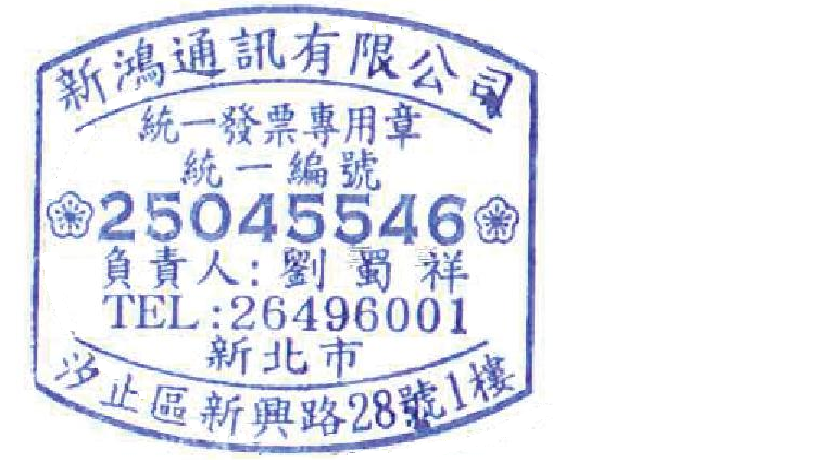 新鴻通訊有限公司
統一發票專用章
統一編號
25045546
負責人:劉蜀祥
TEL:26496001
新北市
汐止區新興路28號1樓